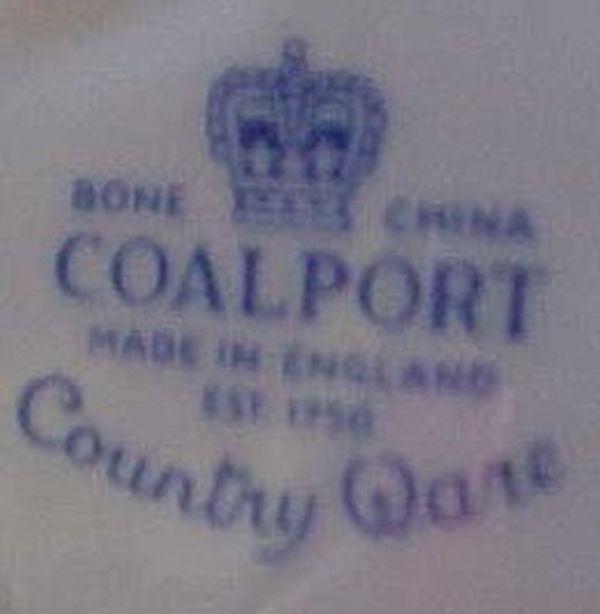 BONE CHINA
COALPORT
MADE IN ENGLAND
EST 1750
Country Ware